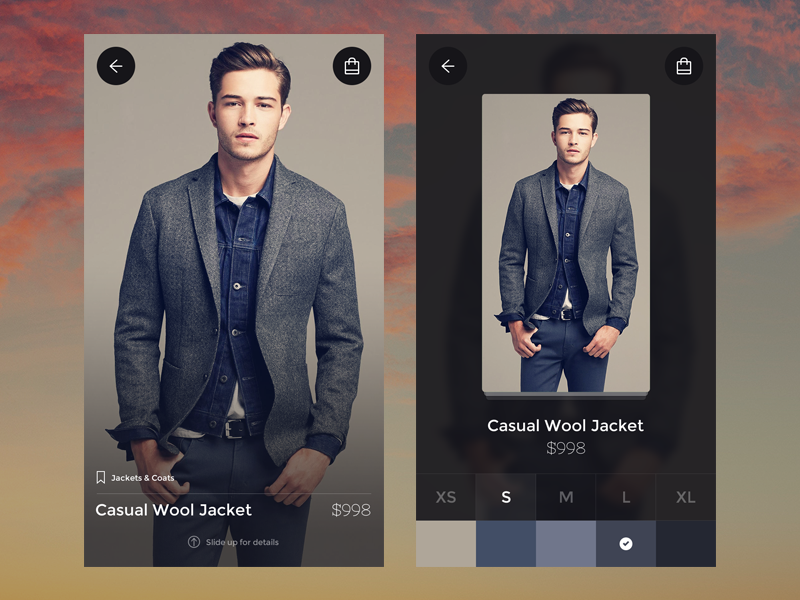 Jackets & Coats
Casual Wool Jacket $998
Slide up for details
Casual Wool Jacket
$998
XS S M L XL